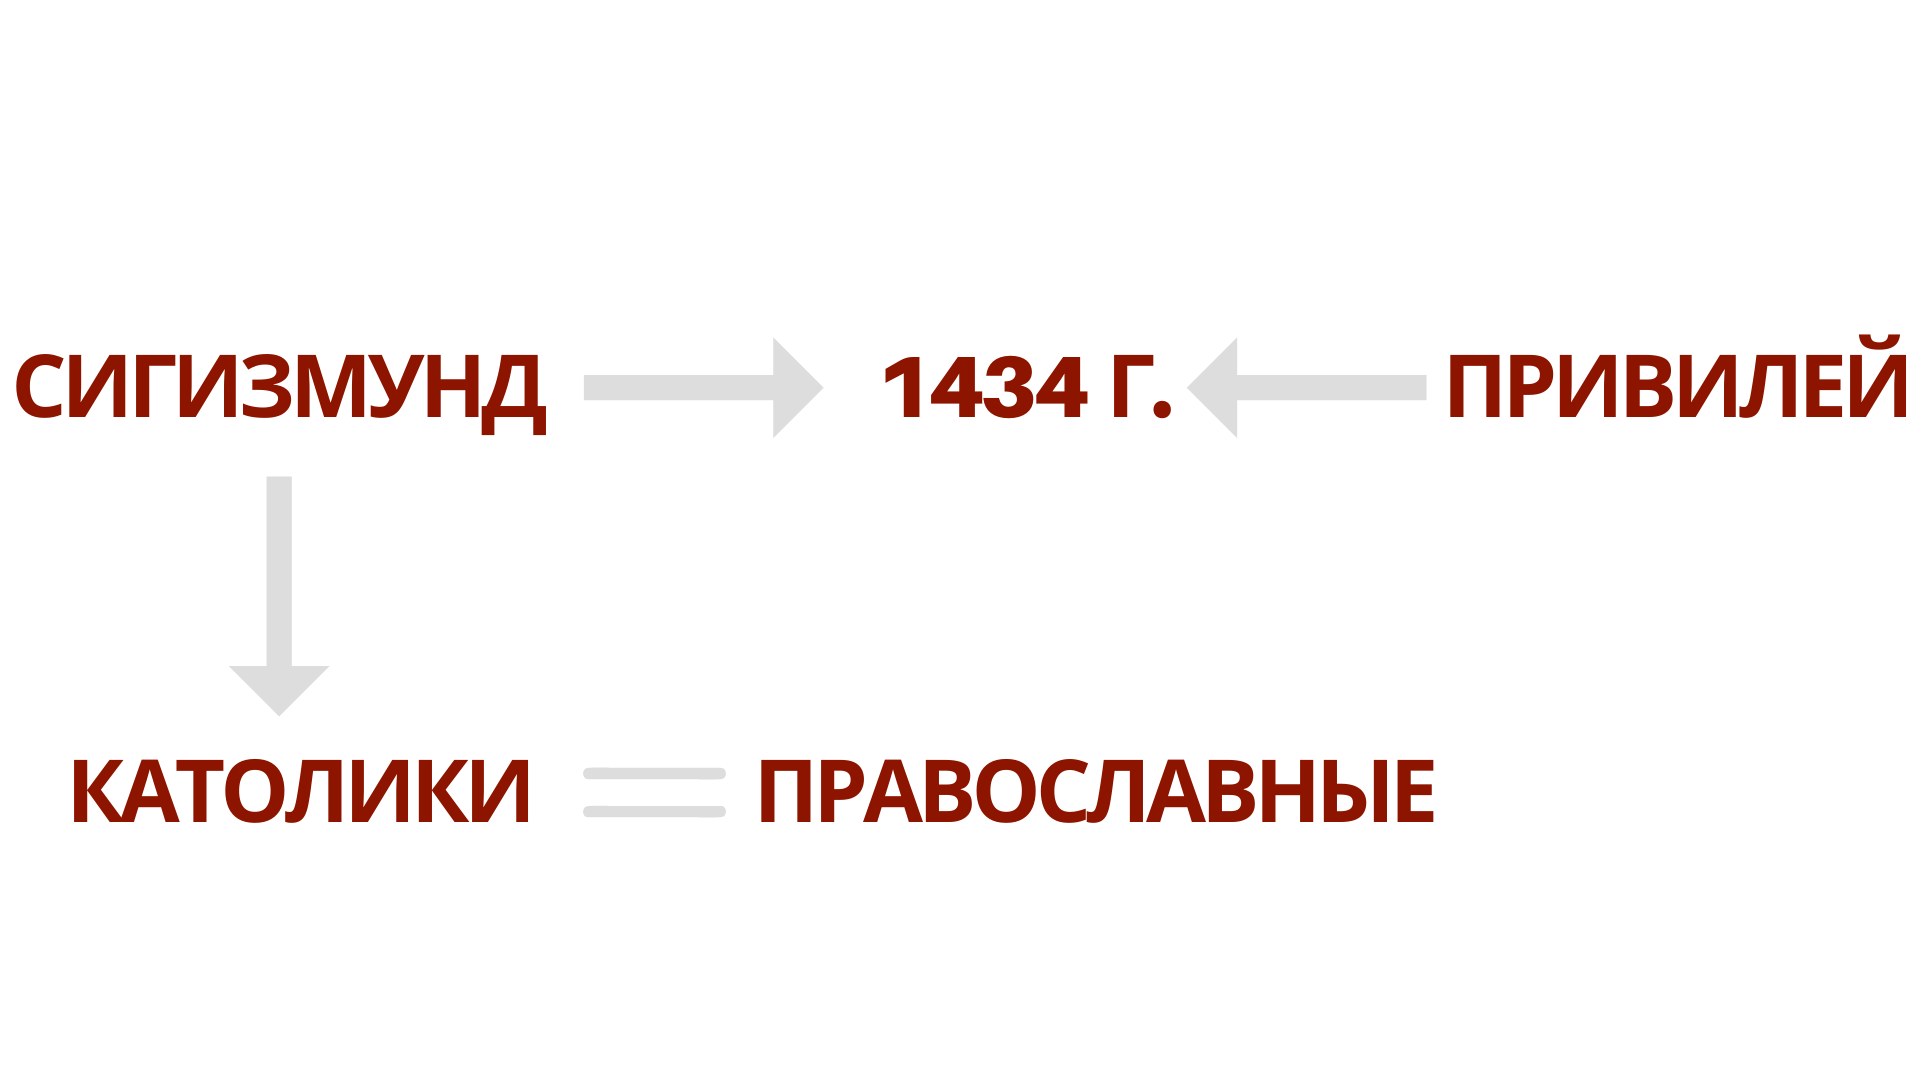 СИГИЗМУНД 1434 Г. ПРИВИЛЕЙ
КАТОЛИКИ = ПРАВОСЛАВНЫЕ